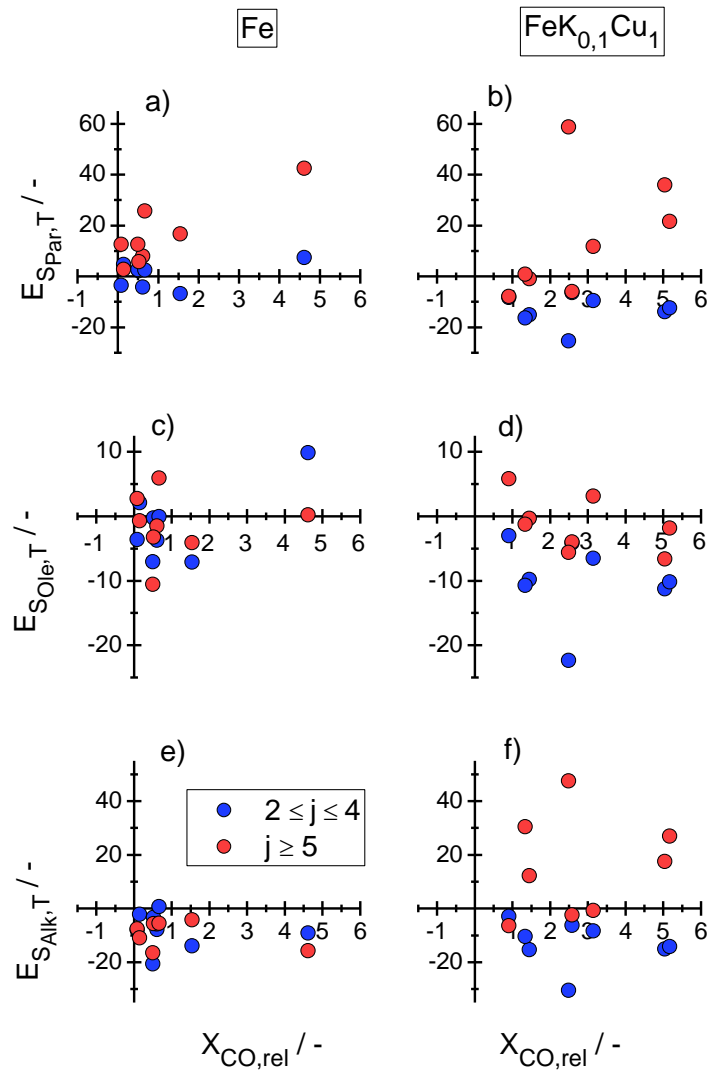 Fe
FeK0,1Cu1
a)
b)
60
40
20
-20
-1 1 2 3 4 5 6
60
40
20
-20
-1 1 2 3 4 5 6
ESPar,T / -
c)
d)
10
-10
-20
-1 1 2 3 4 5 6
10
-10
-20
-1 1 2 3 4 5 6
ESOle,T / -
e)
f)
2 ≤ j ≤ 4
j ≥ 5
40
20
-20
-1 1 2 3 4 5 6
40
20
-20
-1 1 2 3 4 5 6
ESAlk,T / -
XCO,rel / -
XCO,rel / -